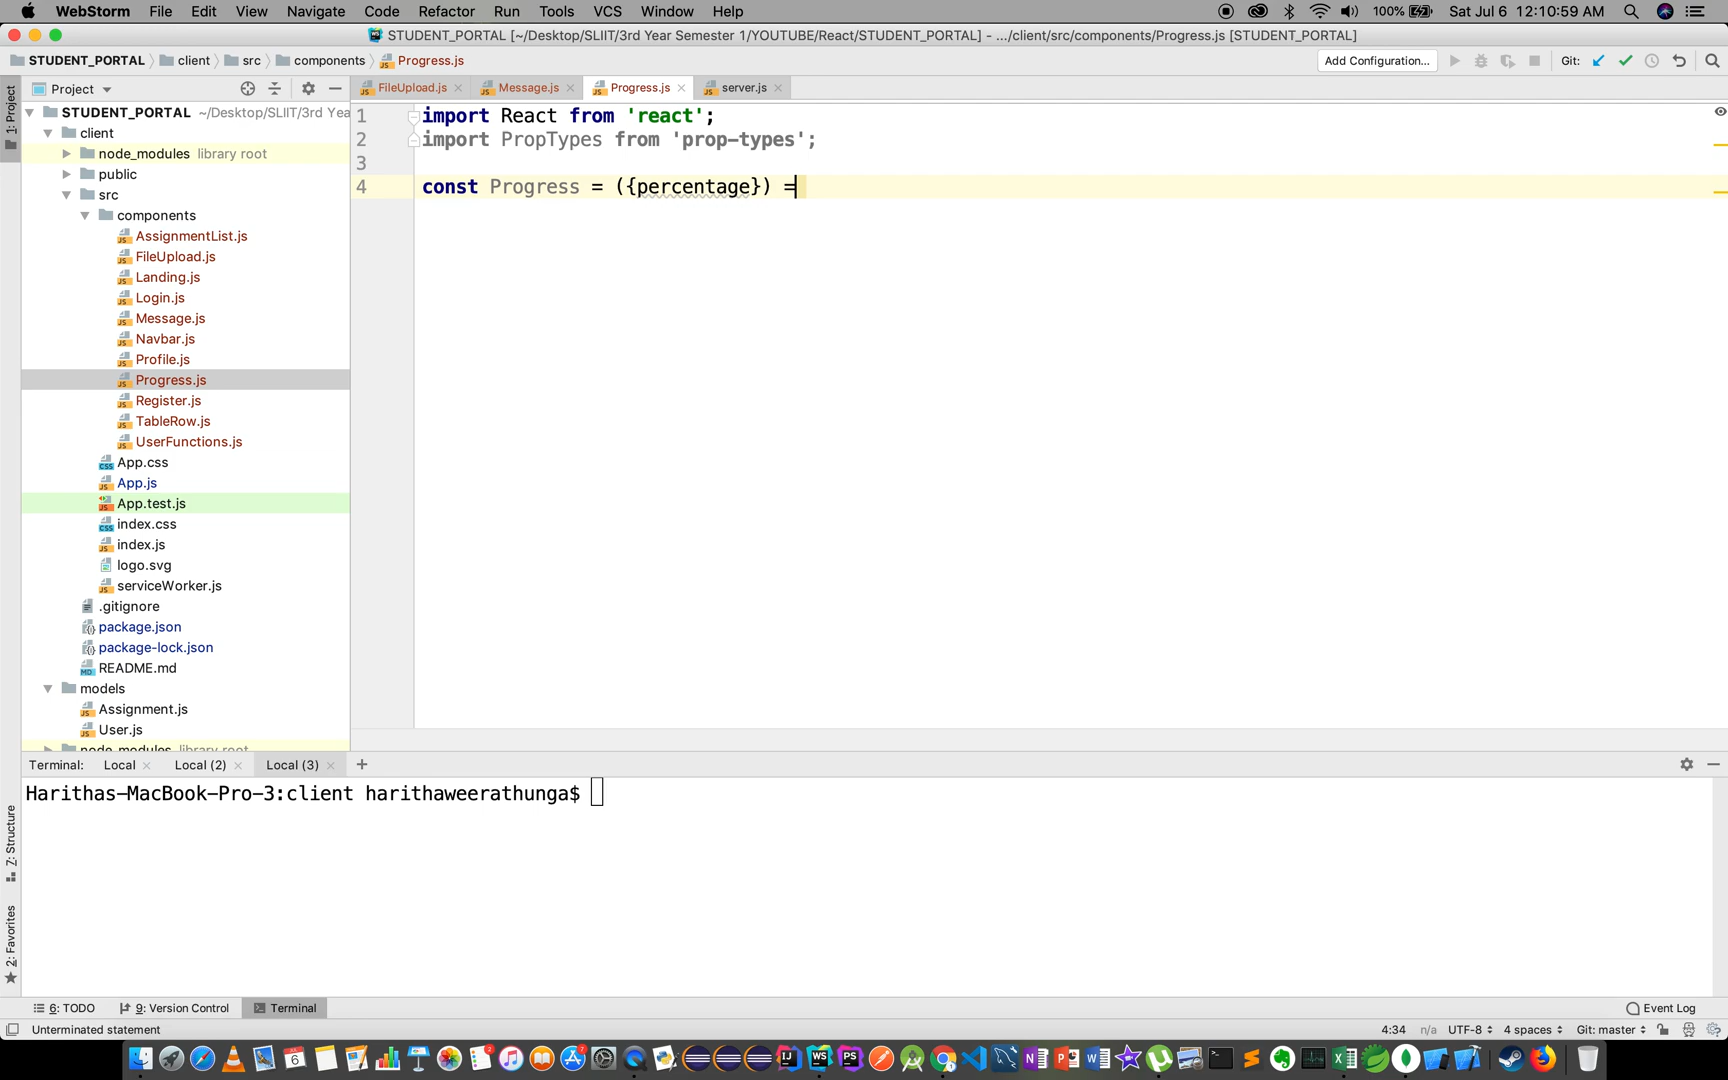 WebStorm File Edit View Navigate Code Refactor Run Tools VCS Window Help 100% Sat Jul 6 12:10:59 AM
STUDENT_PORTAL [~/Desktop/SLIIT/3rd Year Semester 1/YOUTUBE/React/STUDENT_PORTAL] - .../client/src/components/Progress.js [STUDENT_PORTAL]
STUDENT_PORTAL client src components Progress.js Add Configuration... Git:
1: Project
Project FileUpload.js Message.js Progress.js server.js
STUDENT_PORTAL ~/Desktop/SLIIT/3rd Yea
client
node_modules library root
public
src
components
AssignmentList.js
FileUpload.js
Landing.js
Login.js
Message.js
Navbar.js
Profile.js
Progress.js
Register.js
TableRow.js
UserFunctions.js
App.css
App.js
App.test.js
index.css
index.js
logo.svg
serviceWorker.js
.gitignore
package.json
package-lock.json
README.md
models
Assignment.js
User.js
node_modules library root
1 import React from 'react';
2 import PropTypes from 'prop-types';
3
4 const Progress = ({percentage}) =
Terminal: Local Local (2) Local (3) +
Harithas-MacBook-Pro-3:client harithaweerathunga$
Z: Structure
2: Favorites
6: TODO 9: Version Control Terminal Event Log
Unterminated statement 4:34 n/a UTF-8 4 spaces Git: master